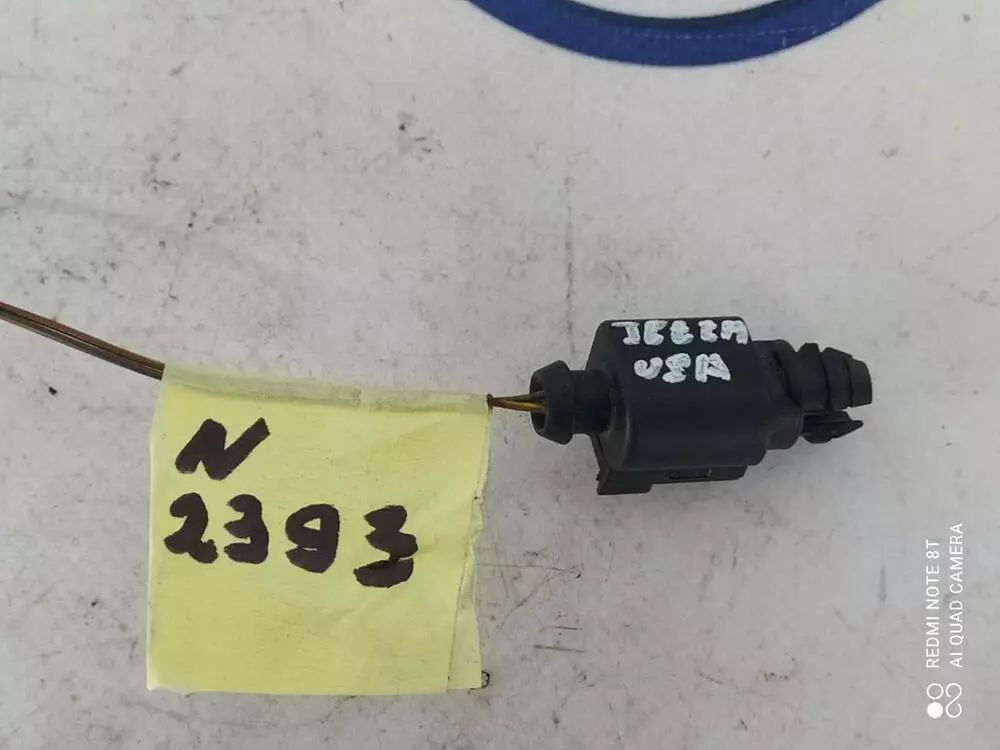 JETTA
USA
N
2393
REDMI NOTE 8T
AI QUAD CAMERA